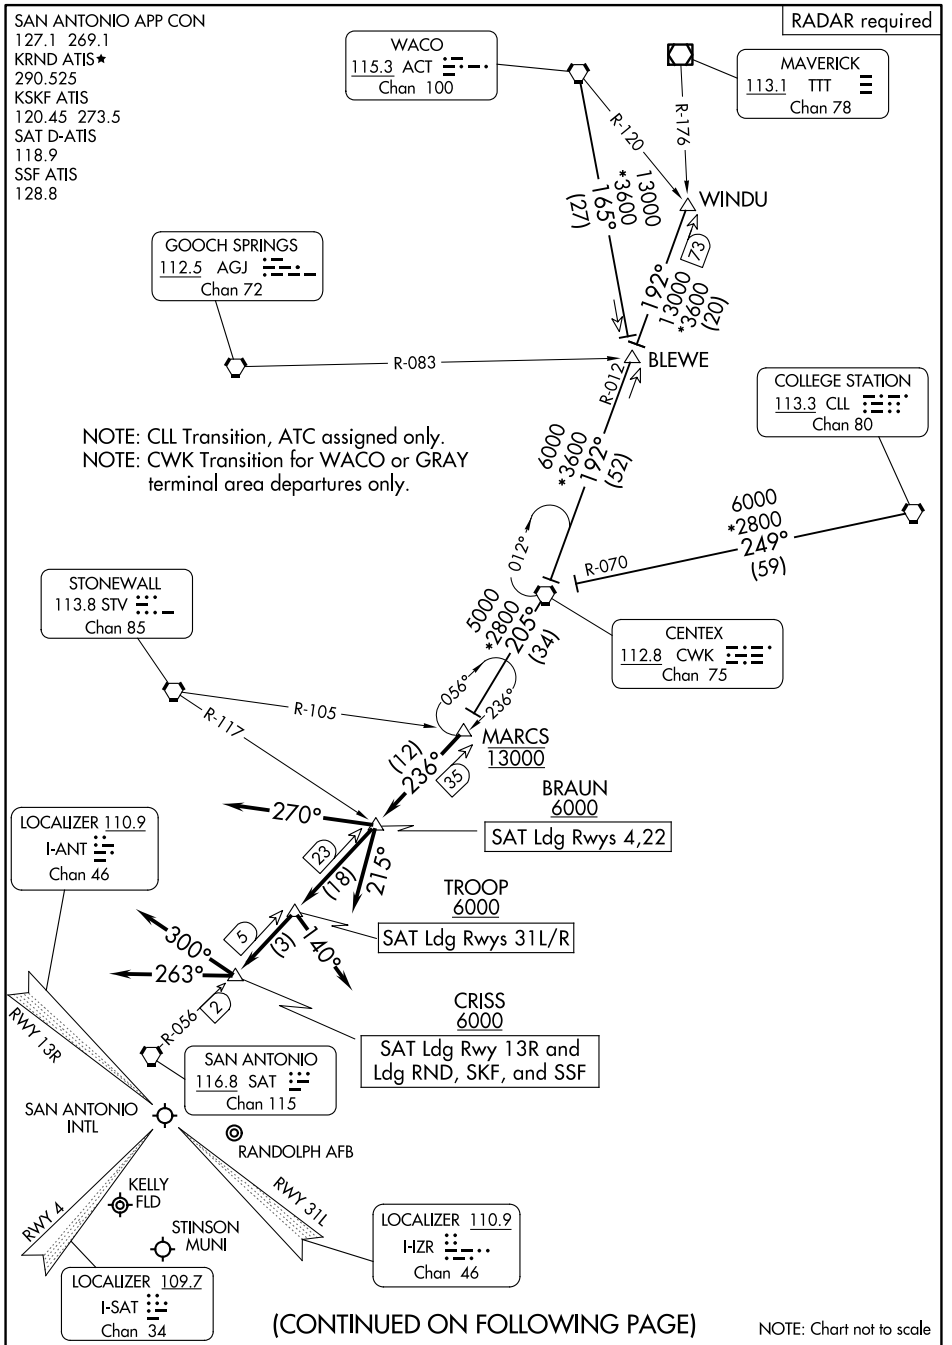 SAN ANTONIO APP CON
127.1 269.1
KRND ATIS★
290.525
KSKF ATIS
120.45 273.5
SAT D-ATIS
118.9
SSF ATIS
128.8
RADAR required
WACO
115.3 ACT
Chan 100
MAVERICK
113.1 TTT
Chan 78
R-120
R-176
13000
*3600
165°
(27)
WINDU
73
192°
13000
*3600
(20)
GOOCH SPRINGS
112.5 AGJ
Chan 72
R-083
BLEWE
R-012
COLLEGE STATION
113.3 CLL
Chan 80
NOTE: CLL Transition, ATC assigned only.
NOTE: CWK Transition for WACO or GRAY
terminal area departures only.
6000
*3600
192°
(52)
6000
*2800
249°
(59)
R-070
012°
STONEWALL
113.8 STV
Chan 85
5000
*2800
205°
(34)
CENTEX
112.8 CWK
Chan 75
R-105
R-117
056°
236°
MARCS
13000
(12)
236°
35
BRAUN
6000
SAT Ldg Rwys 4,22
270°
215°
23
(18)
LOCALIZER 110.9
I-ANT
Chan 46
TROOP
6000
SAT Ldg Rwys 31L/R
5
(3)
140°
300°
263°
CRISS
6000
SAT Ldg Rwy 13R and
Ldg RND, SKF, and SSF
R-056
2
RWY 13R
SAN ANTONIO
116.8 SAT
Chan 115
SAN ANTONIO
INTL
RANDOLPH AFB
KELLY
FLD
RWY 4
RWY 31L
STINSON
MUNI
LOCALIZER 110.9
I-IZR
Chan 46
LOCALIZER 109.7
I-SAT
Chan 34
(CONTINUED ON FOLLOWING PAGE)
NOTE: Chart not to scale